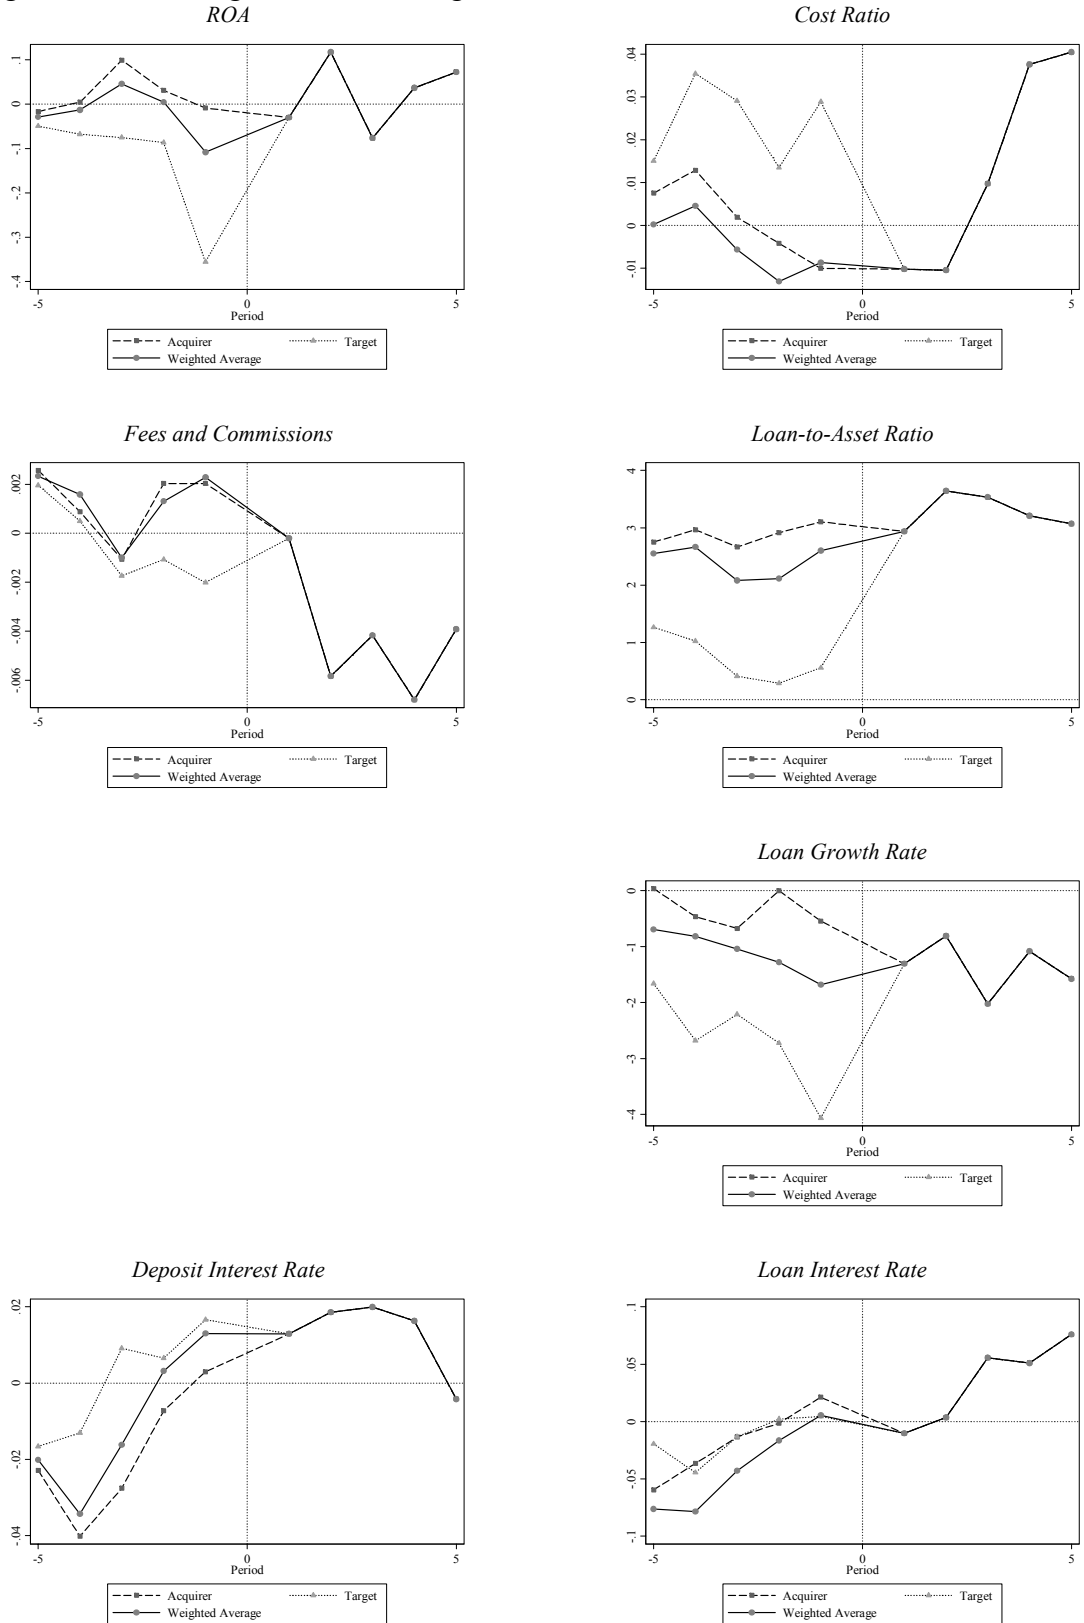 ROA
.1
0
-.1
-.2
-.3
-.4
-5
0
5
Period
Acquirer
Target
Weighted Average
Cost Ratio
.04
.03
.02
.01
0
-.01
-5
0
5
Period
Acquirer
Target
Weighted Average
Fees and Commissions
.002
0
-.002
-.004
-.006
-5
0
5
Period
Acquirer
Target
Weighted Average
Loan-to-Asset Ratio
4
3
2
1
0
-5
0
5
Period
Acquirer
Target
Weighted Average
Loan Growth Rate
0
-1
-2
-3
-4
-5
0
5
Period
Acquirer
Target
Weighted Average
Deposit Interest Rate
.02
0
-.02
-.04
-5
0
5
Period
Acquirer
Target
Weighted Average
Loan Interest Rate
.1
.05
0
-.05
-.1
-5
0
5
Period
Acquirer
Target
Weighted Average